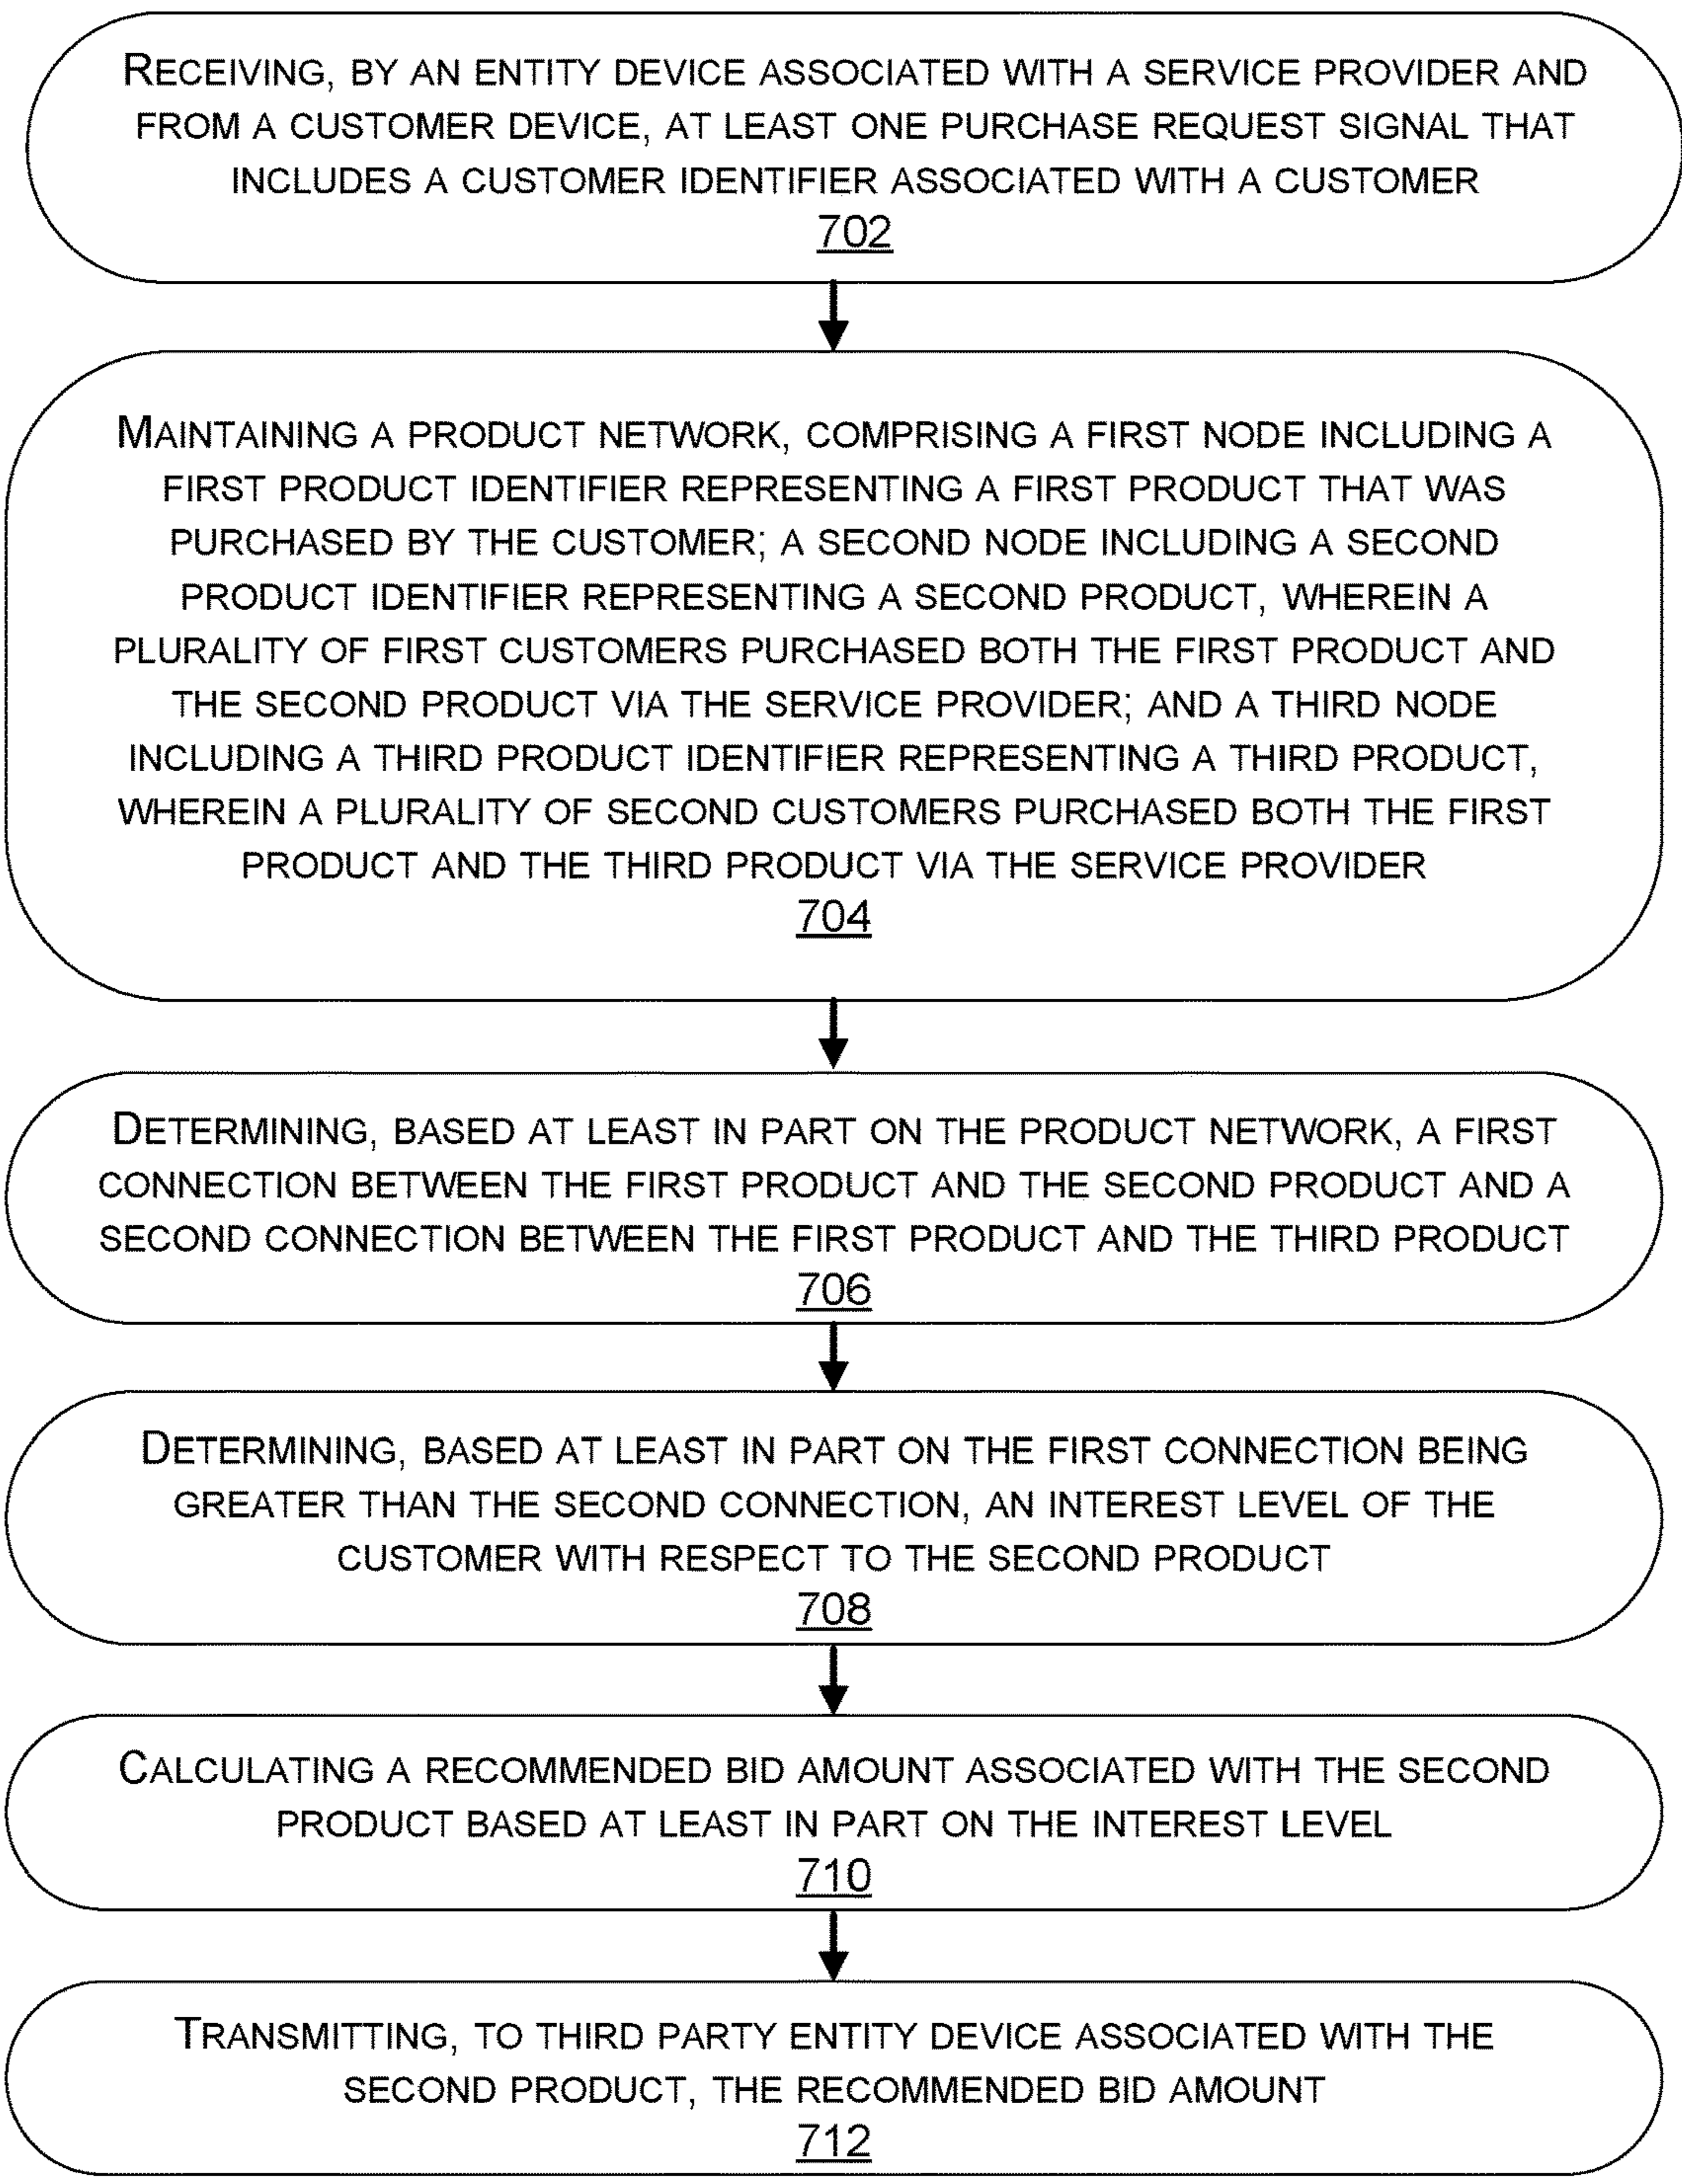 RECEIVING, BY AN ENTITY DEVICE ASSOCIATED WITH A SERVICE PROVIDER AND
FROM A CUSTOMER DEVICE, AT LEAST ONE PURCHASE REQUEST SIGNAL THAT
INCLUDES A CUSTOMER IDENTIFIER ASSOCIATED WITH A CUSTOMER
702
MAINTAINING A PRODUCT NETWORK, COMPRISING A FIRST NODE INCLUDING A
FIRST PRODUCT IDENTIFIER REPRESENTING A FIRST PRODUCT THAT WAS
PURCHASED BY THE CUSTOMER; A SECOND NODE INCLUDING A SECOND
PRODUCT IDENTIFIER REPRESENTING A SECOND PRODUCT, WHEREIN A
PLURALITY OF FIRST CUSTOMERS PURCHASED BOTH THE FIRST PRODUCT AND
THE SECOND PRODUCT VIA THE SERVICE PROVIDER; AND A THIRD NODE
INCLUDING A THIRD PRODUCT IDENTIFIER REPRESENTING A THIRD PRODUCT,
WHEREIN A PLURALITY OF SECOND CUSTOMERS PURCHASED BOTH THE FIRST
PRODUCT AND THE THIRD PRODUCT VIA THE SERVICE PROVIDER
704
DETERMINING, BASED AT LEAST IN PART ON THE PRODUCT NETWORK, A FIRST
CONNECTION BETWEEN THE FIRST PRODUCT AND THE SECOND PRODUCT AND A
SECOND CONNECTION BETWEEN THE FIRST PRODUCT AND THE THIRD PRODUCT
706
DETERMINING, BASED AT LEAST IN PART ON THE FIRST CONNECTION BEING
GREATER THAN THE SECOND CONNECTION, AN INTEREST LEVEL OF THE
CUSTOMER WITH RESPECT TO THE SECOND PRODUCT
708
CALCULATING A RECOMMENDED BID AMOUNT ASSOCIATED WITH THE SECOND
PRODUCT BASED AT LEAST IN PART ON THE INTEREST LEVEL
710
TRANSMITTING, TO THIRD PARTY ENTITY DEVICE ASSOCIATED WITH THE
SECOND PRODUCT, THE RECOMMENDED BID AMOUNT
712